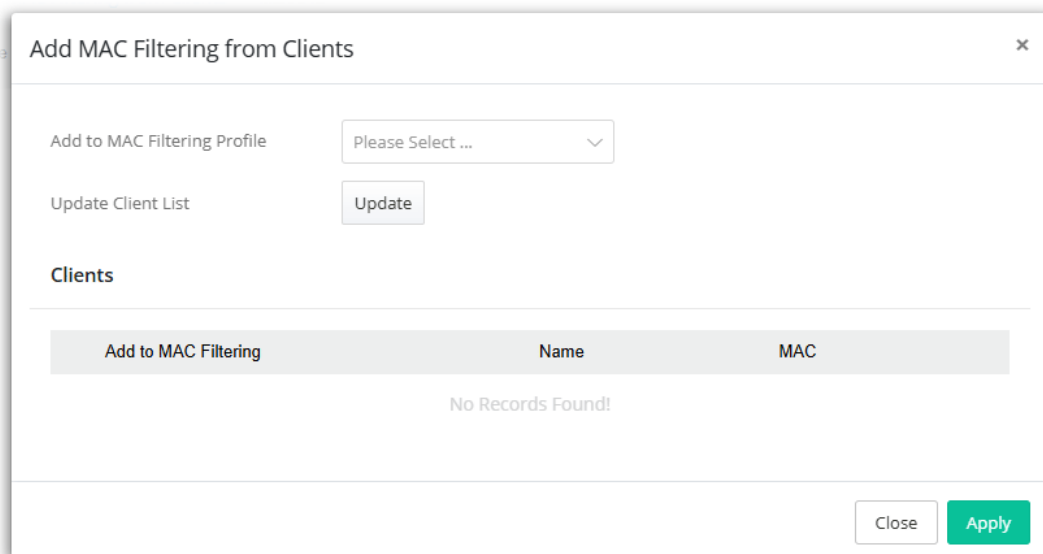 Add MAC Filtering from Clients
×
Add to MAC Filtering Profile
Please Select ...
Update Client List
Update
Clients
Add to MAC Filtering Name MAC
No Records Found!
Close Apply